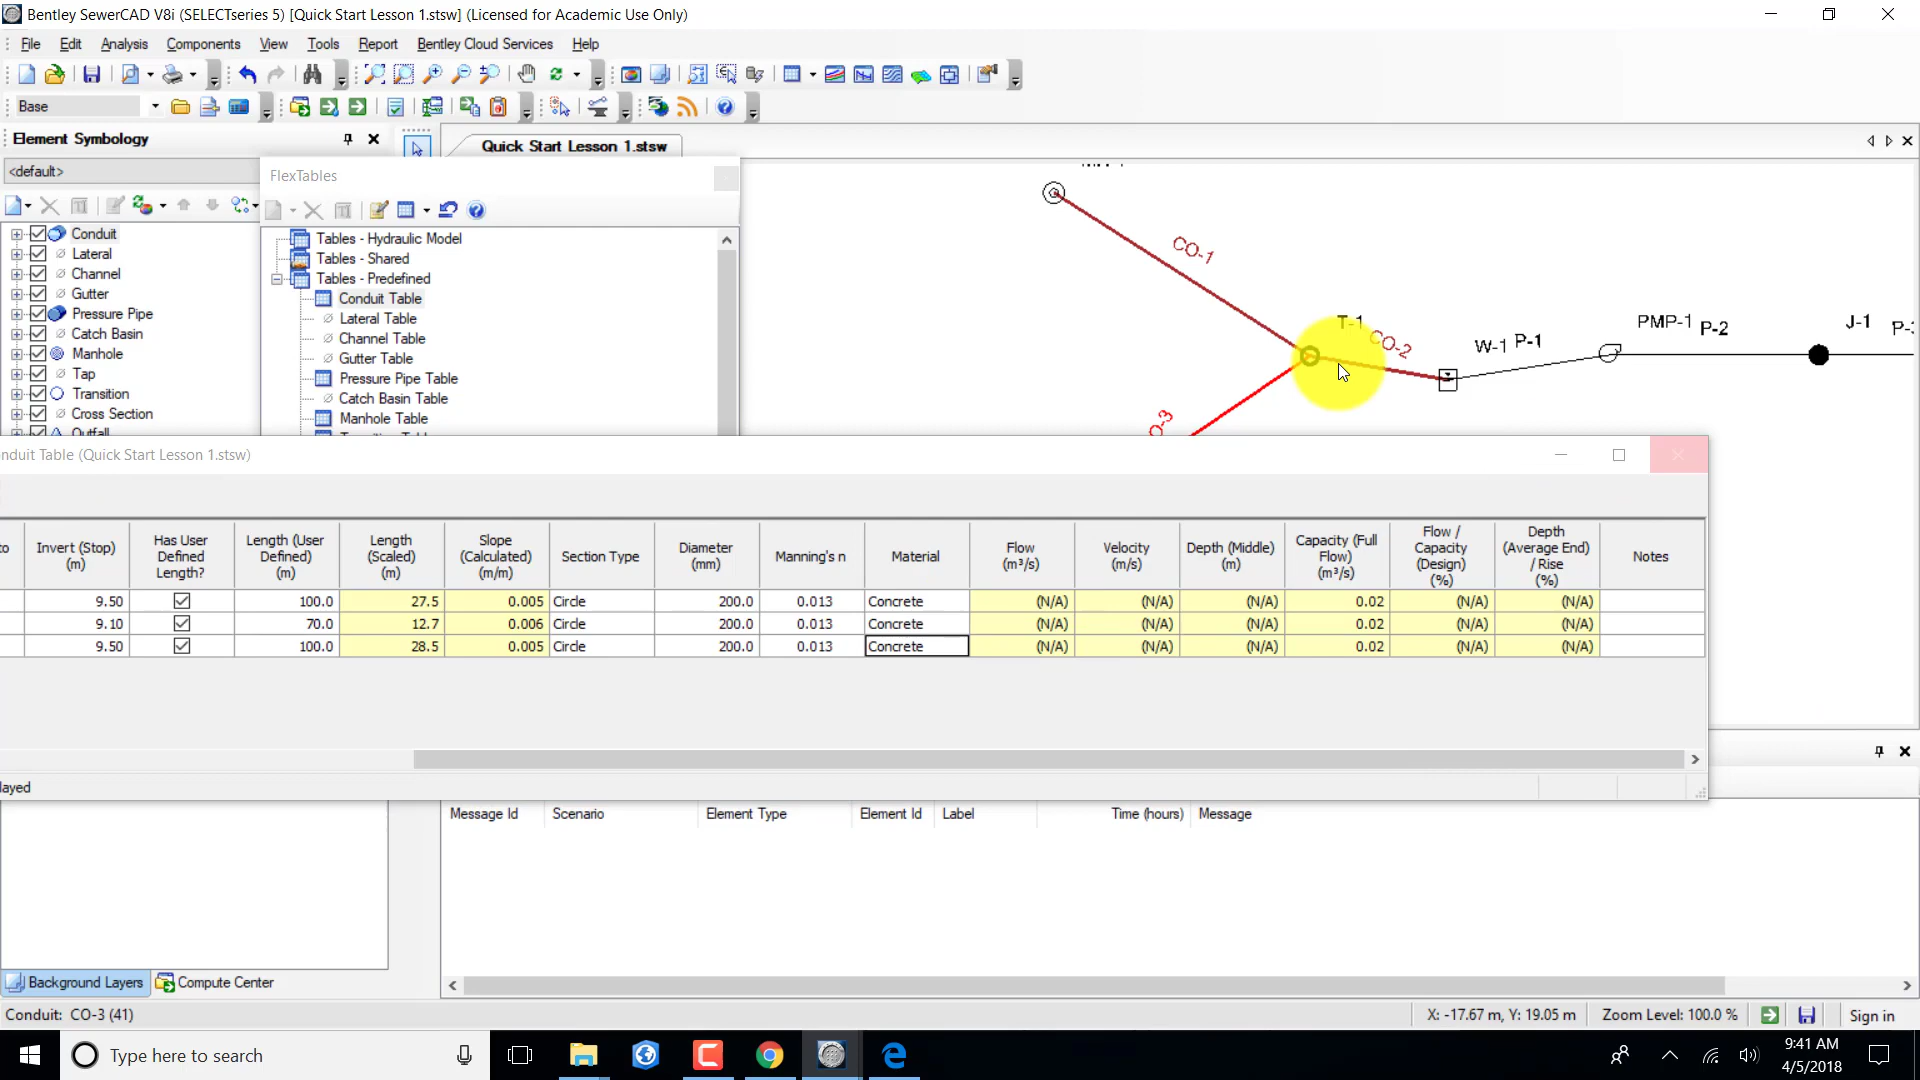 Bentley SewerCAD V8i (SELECTseries 5) [Quick Start Lesson 1.stsw] (Licensed for Academic Use Only)
File Edit Analysis Components View Tools Report Bentley Cloud Services Help
Base
Element Symbology
Quick Start Lesson 1.stsw
<default>
FlexTables
Conduit
Lateral
Channel
Gutter
Pressure Pipe
Catch Basin
Manhole
Tap
Transition
Cross Section
Outfall
Tables - Hydraulic Model
Tables - Shared
Tables - Predefined
Conduit Table
Lateral Table
Channel Table
Gutter Table
Pressure Pipe Table
Catch Basin Table
Manhole Table
CO-1
T-1
CO-2
W-1 P-1
PMP-1 P-2
J-1
O-3
nduit Table (Quick Start Lesson 1.stsw)
to Invert (Stop) (m) Has User Defined Length? Length (User Defined) (m) Length (Scaled) (m) Slope (Calculated) (m/m) Section Type Diameter (mm) Manning's n Material Flow (m³/s) Velocity (m/s) Depth (Middle) (m) Capacity (Full Flow) (m³/s) Flow / Capacity (Design) (%) Depth (Average End) / Rise (%) Notes
9.50 100.0 27.5 0.005 Circle 200.0 0.013 Concrete (N/A) (N/A) (N/A) 0.02 (N/A) (N/A)
9.10 70.0 12.7 0.006 Circle 200.0 0.013 Concrete (N/A) (N/A) (N/A) 0.02 (N/A) (N/A)
9.50 100.0 28.5 0.005 Circle 200.0 0.013 Concrete (N/A) (N/A) (N/A) 0.02 (N/A) (N/A)
layed
Message Id Scenario Element Type Element Id Label Time (hours) Message
Background Layers Compute Center
Conduit: CO-3 (41)
X: -17.67 m, Y: 19.05 m Zoom Level: 100.0 % Sign in
Type here to search
9:41 AM
4/5/2018